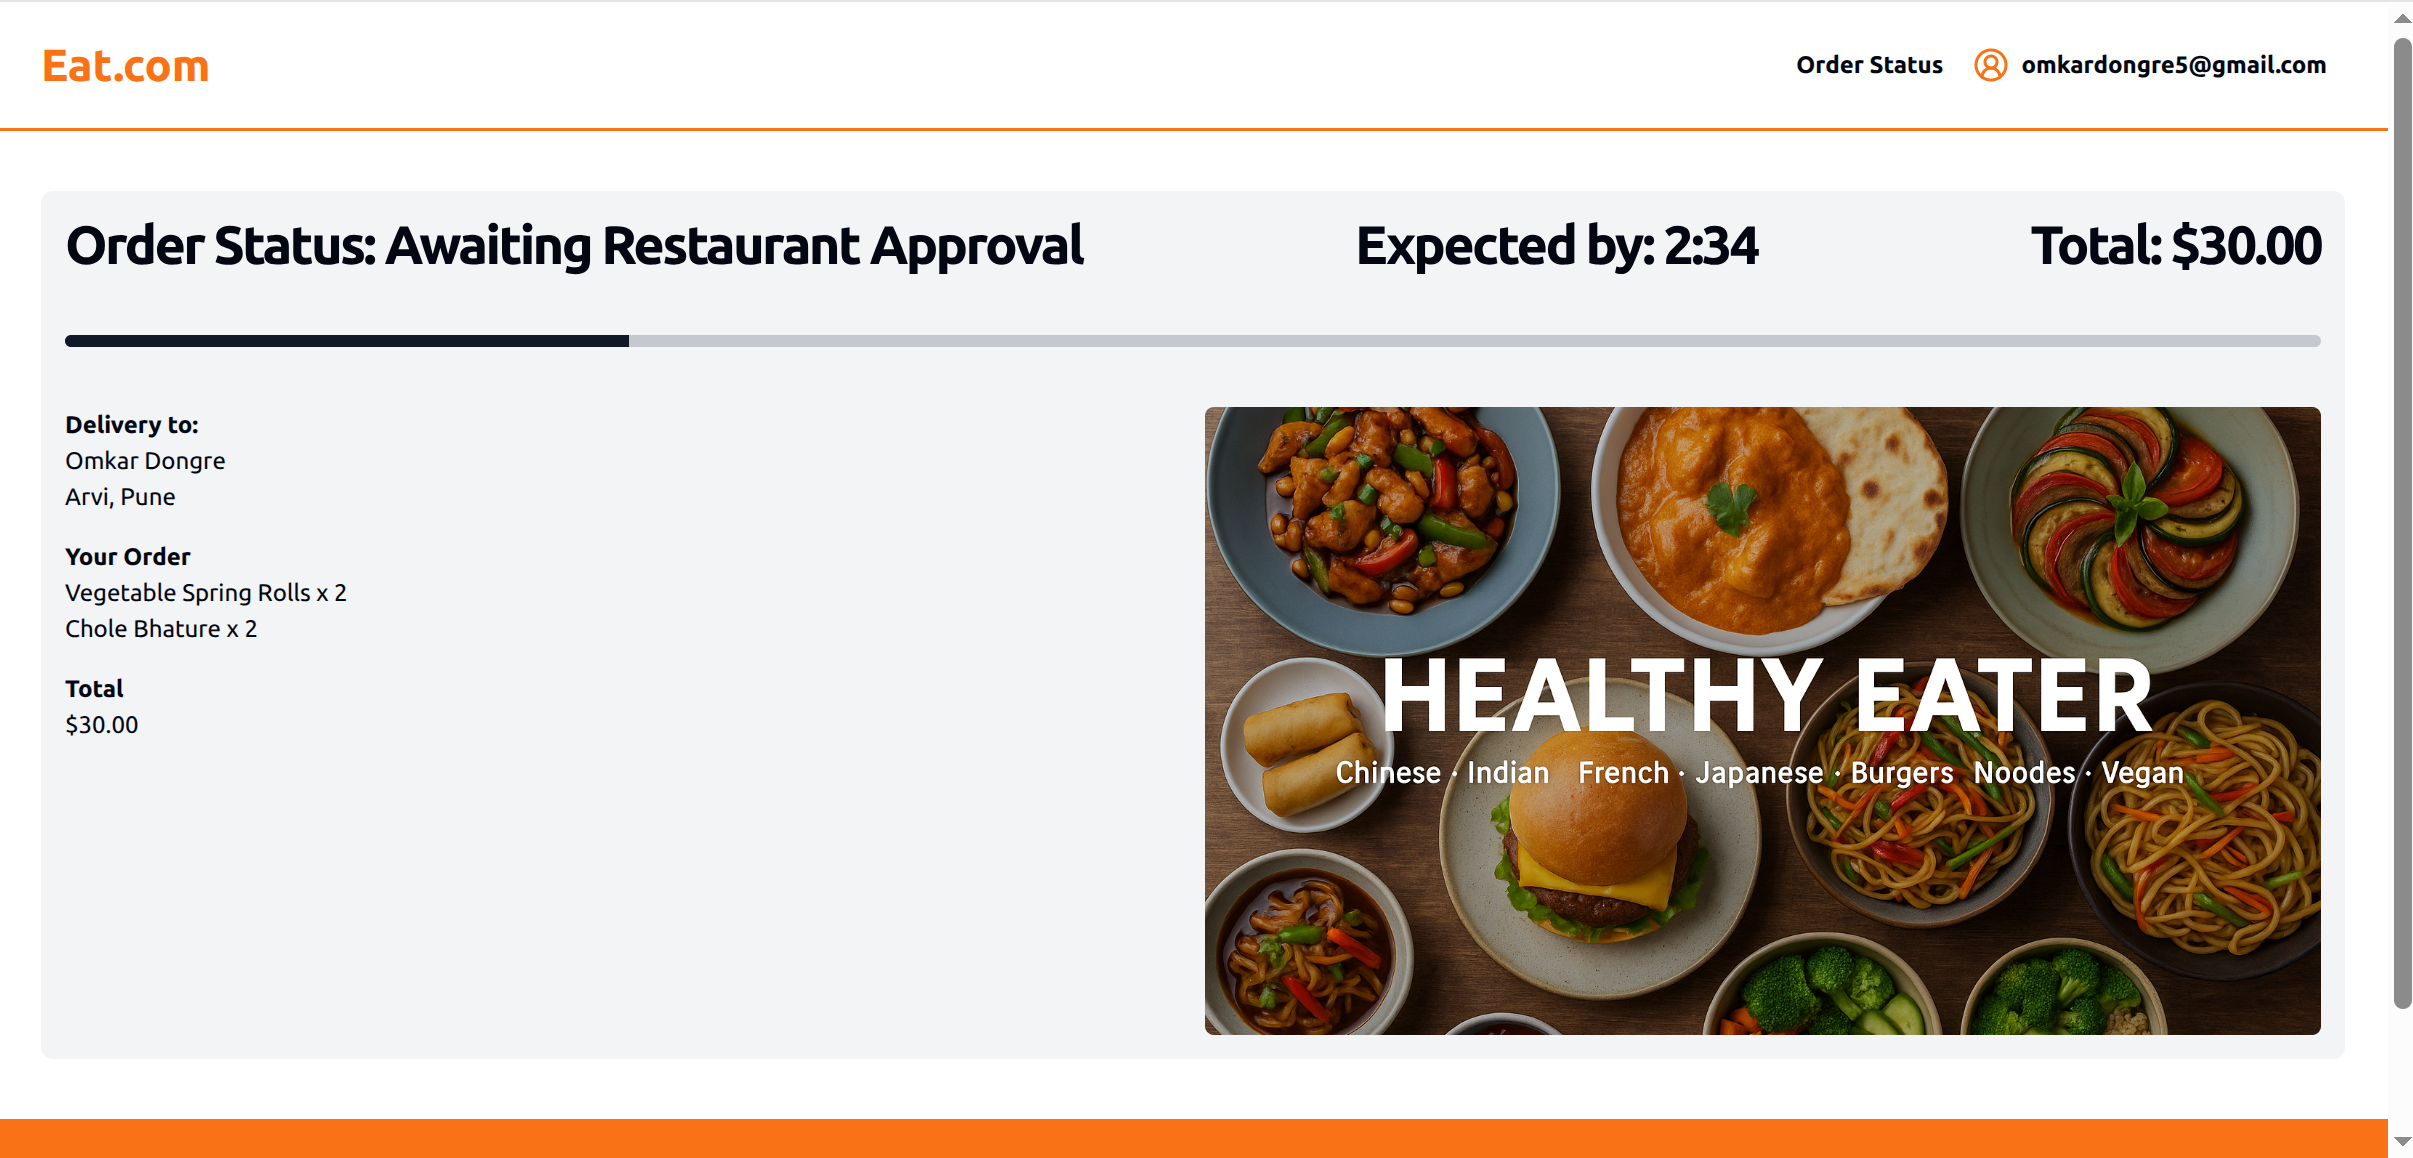 Eat.com
Order Status
omkardongre5@gmail.com
Order Status: Awaiting Restaurant Approval
Expected by: 2:34
Total: $30.00
Delivery to:
Omkar Dongre
Arvi, Pune
Your Order
Vegetable Spring Rolls x 2
Chole Bhature x 2
Total
$30.00
HEALTHY EATER
Chinese · Indian French · Japanese · Burgers Noodes · Vegan